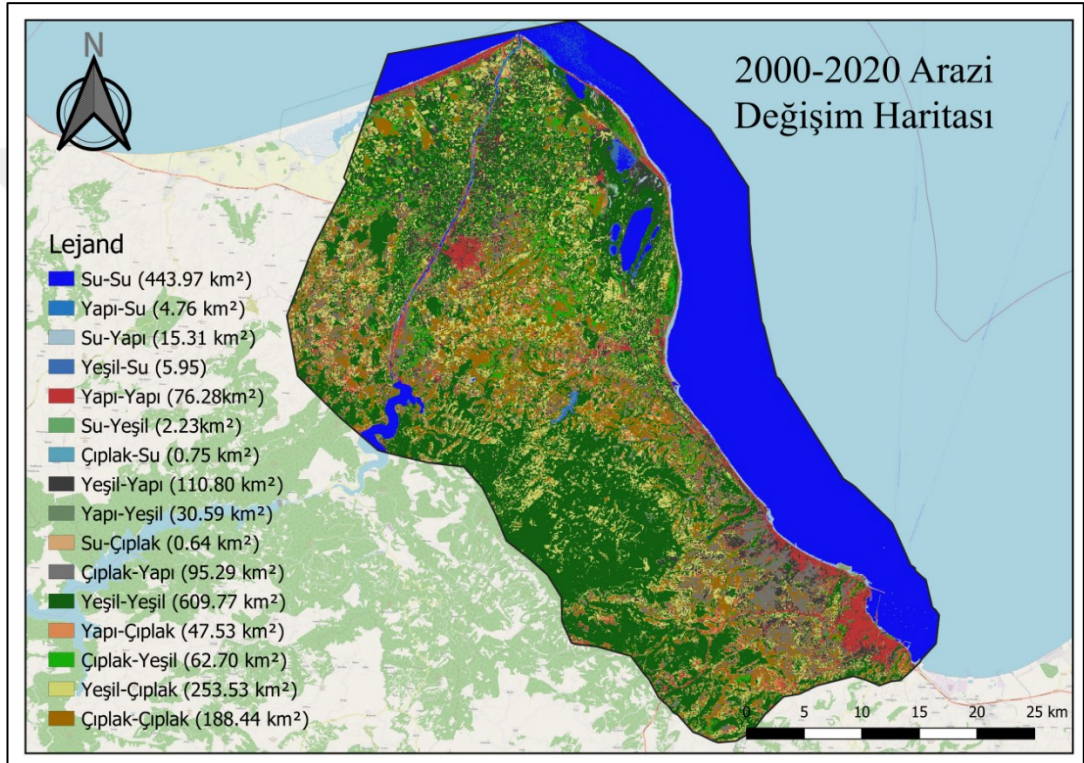 N
2000-2020 Arazi
Değişim Haritası
Lejand
Su-Su (443.97 km²)
Yapı-Su (4.76 km²)
Su-Yapı (15.31 km²)
Yeşil-Su (5.95)
Yapı-Yapı (76.28km²)
Su-Yeşil (2.23km²)
Çıplak-Su (0.75 km²)
Yeşil-Yapı (110.80 km²)
Yapı-Yeşil (30.59 km²)
Su-Çıplak (0.64 km²)
Çıplak-Yapı (95.29 km²)
Yeşil-Yeşil (609.77 km²)
Yapı-Çıplak (47.53 km²)
Çıplak-Yeşil (62.70 km²)
Yeşil-Çıplak (253.53 km²)
Çıplak-Çıplak (188.44 km²)
0 5 10 15 20 25 km